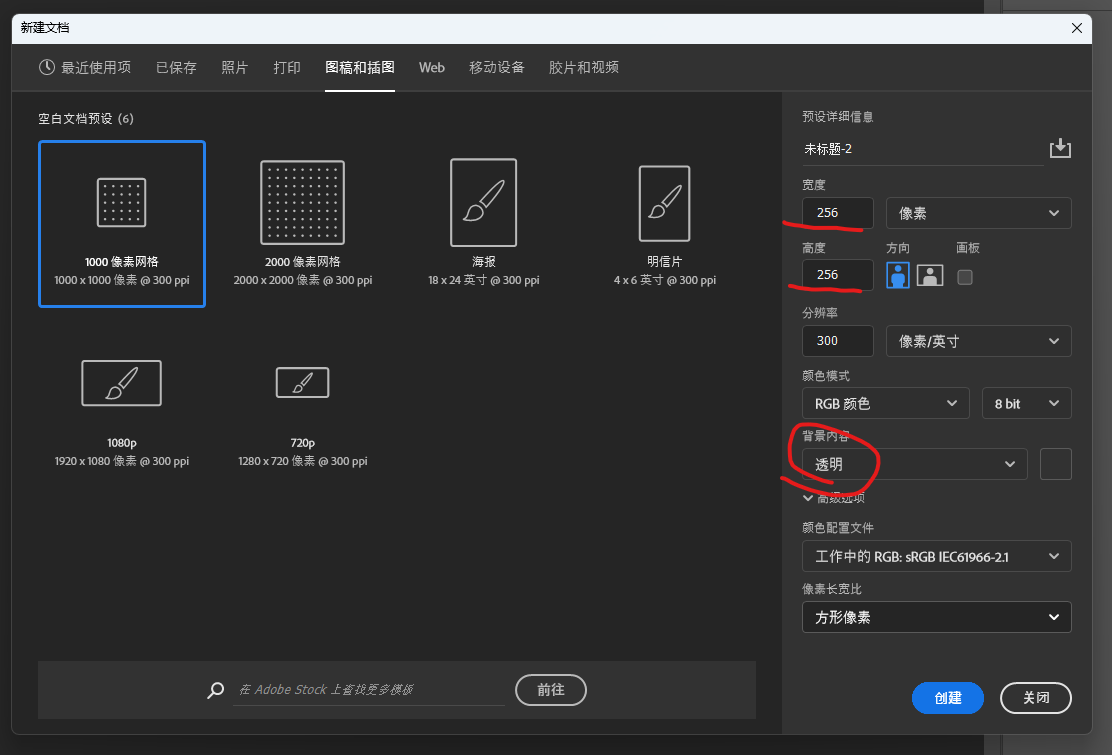 新建文档
最近使用项 已保存 照片 打印 图稿和插图 Web 移动设备 胶片和视频
空白文档预设 (6)
1000 像素网格
1000 x 1000 像素 @ 300 ppi
2000 像素网格
2000 x 2000 像素 @ 300 ppi
海报
18 x 24 英寸 @ 300 ppi
明信片
4 x 6 英寸 @ 300 ppi
1080p
1920 x 1080 像素 @ 300 ppi
720p
1280 x 720 像素 @ 300 ppi
在 Adobe Stock 上查找更多模板
前往
预设详细信息
未标题-2
宽度
256 像素
高度 方向 画板
256
分辨率
300 像素/英寸
颜色模式
RGB 颜色 8 bit
背景内容
透明
高级选项
颜色配置文件
工作中的 RGB: sRGB IEC61966-2.1
像素长宽比
方形像素
创建 关闭